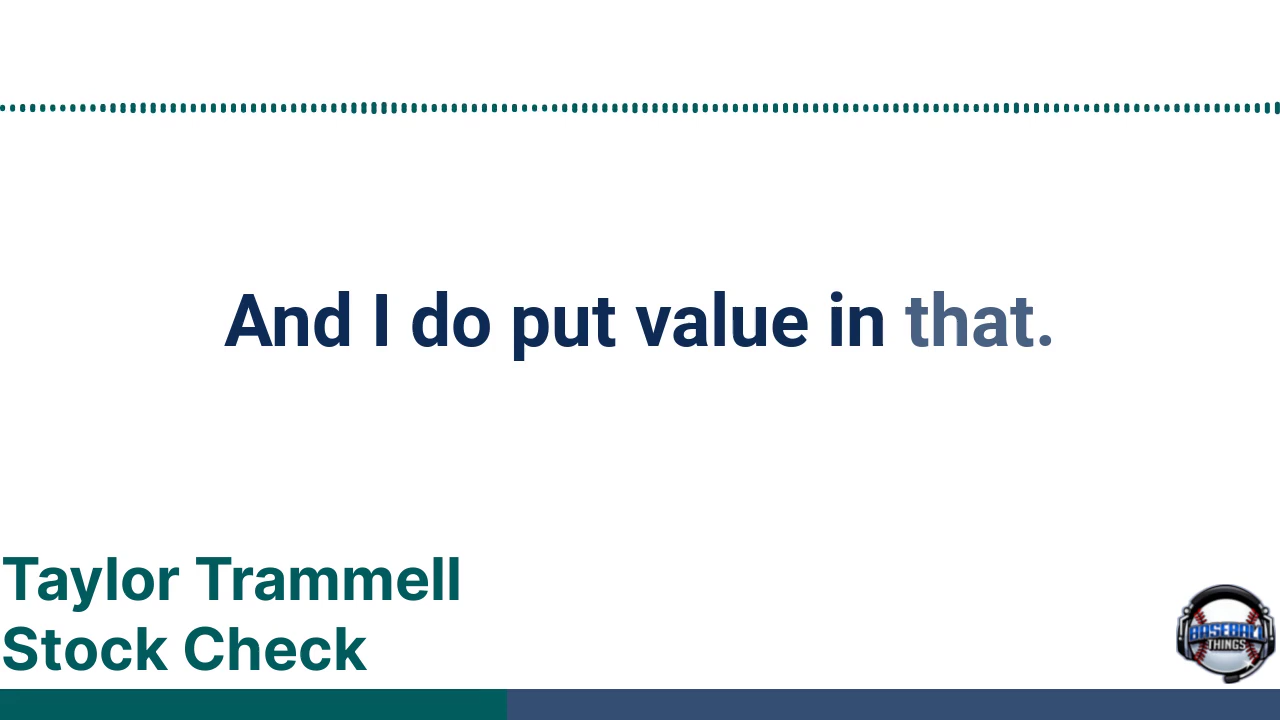 And I do put value in that.
Taylor Trammell
Stock Check
BASEBALL
THINGS